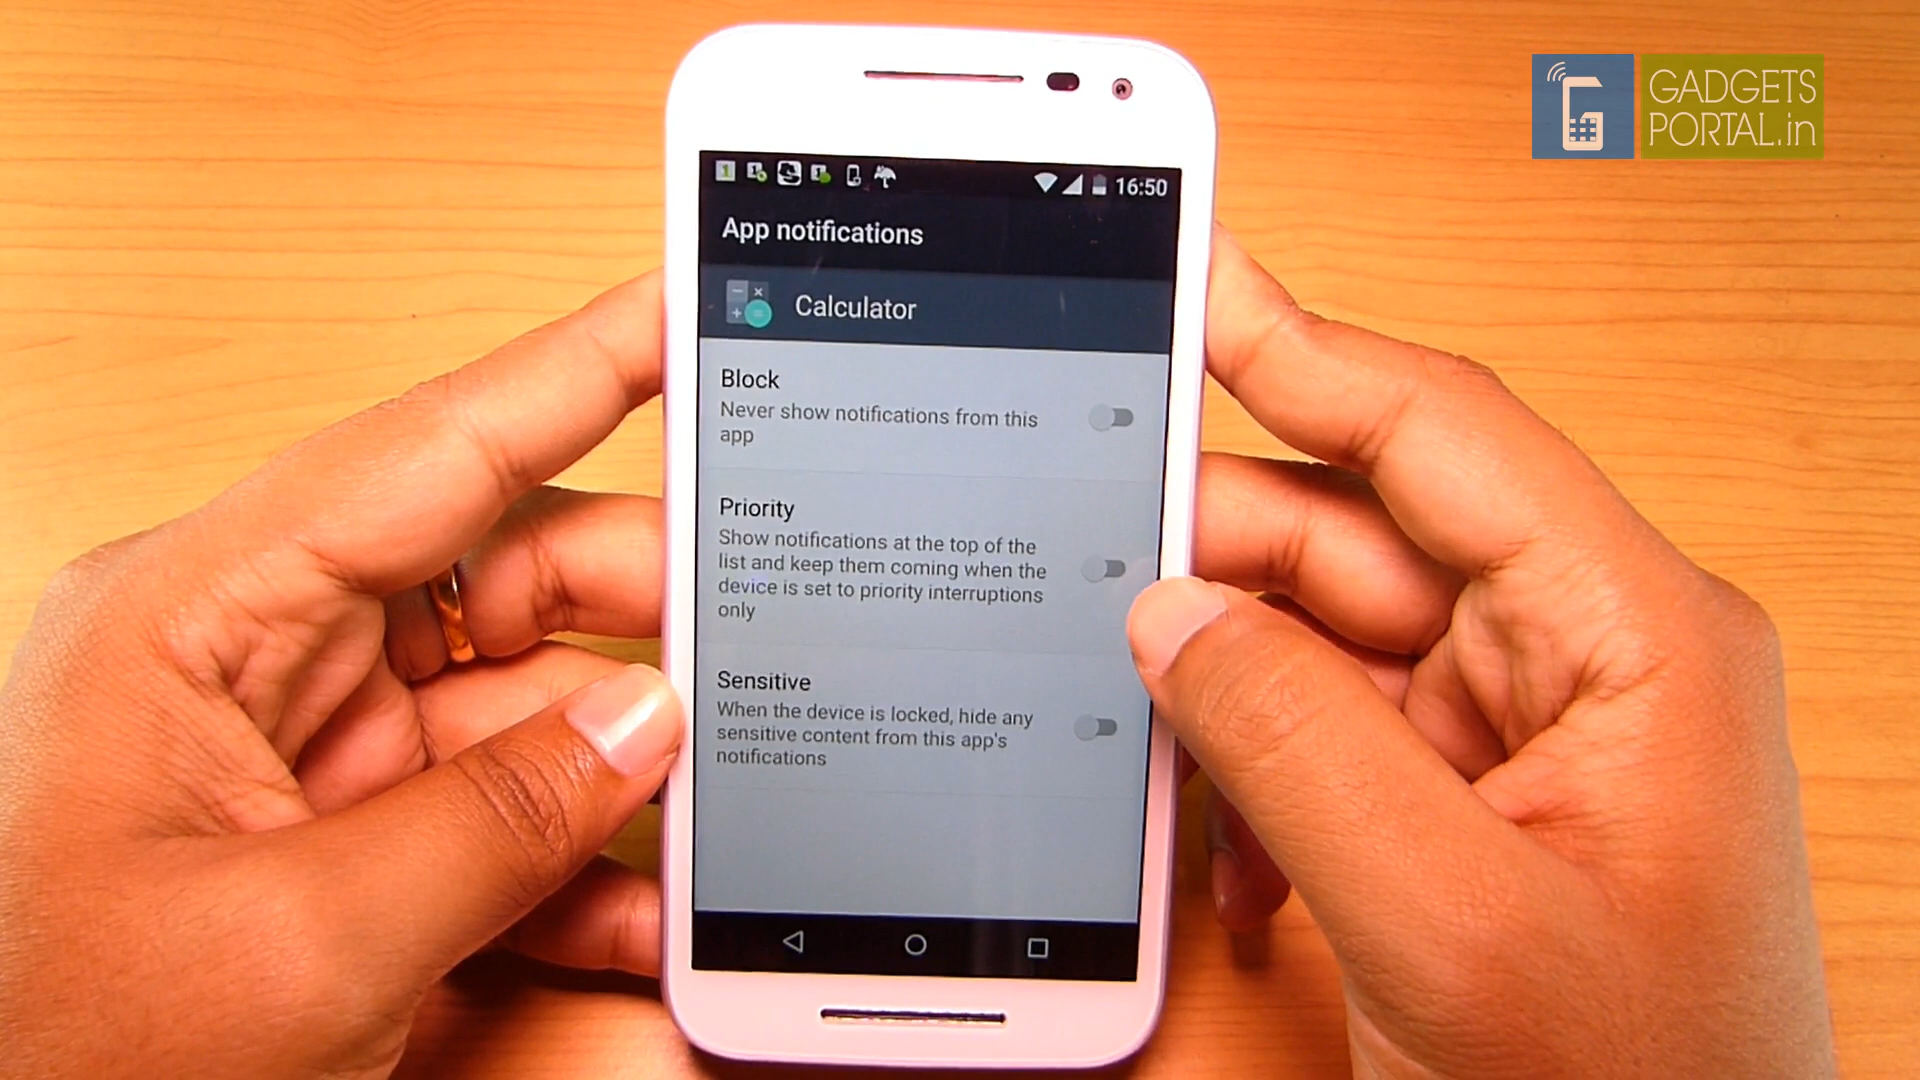 GADGETS
PORTAL.in
16:50
App notifications
Calculator
Block
Never show notifications from this
app
Priority
Show notifications at the top of the
list and keep them coming when the
device is set to priority interruptions
only
Sensitive
When the device is locked, hide any
sensitive content from this app's
notifications